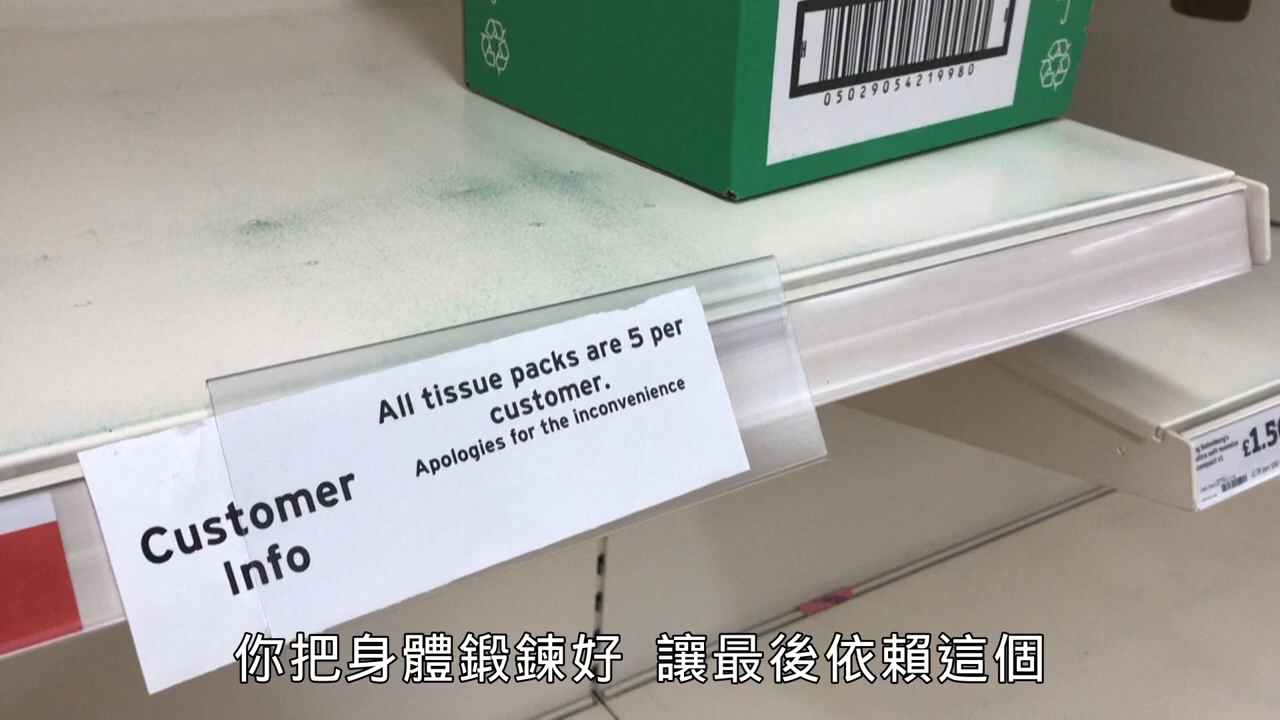 05029054219980
All tissue packs are 5 per
customer.
Apologies for the inconvenience
Customer
Info
£1.5
你把身體鍛鍊好 讓最後依賴這個